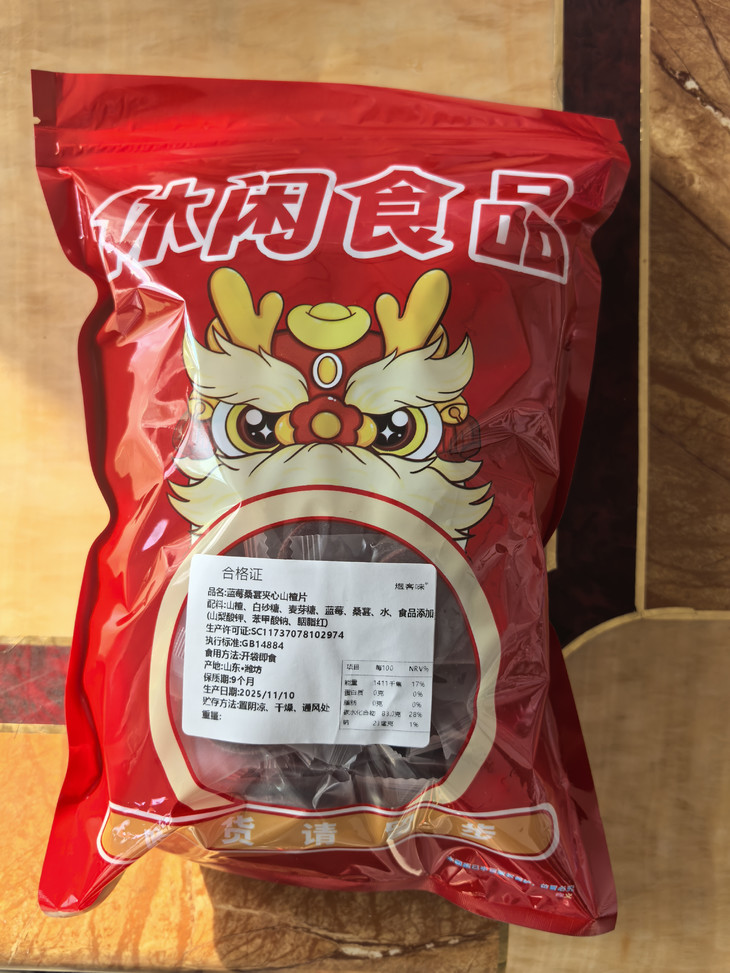 休闲食品
合格证
品名:蓝莓桑葚夹心山楂片
配料:山楂、白砂糖、麦芽糖、蓝莓、桑葚、水、食品添加
(山梨酸钾、苯甲酸钠、胭脂红)
生产许可证:SC11737078102974
执行标准:GB14884
食用方法:开袋即食
产地:山东•潍坊
保质期:9个月
生产日期:2025/11/10
贮存方法:置阴凉、干燥、通风处
重量:
项目 每100 NRV%
能量 1411千焦 17%
蛋白质 0克 0%
脂肪 0克 0%
碳水化合物 83.0克 28%
钠 21毫克 1%
货请